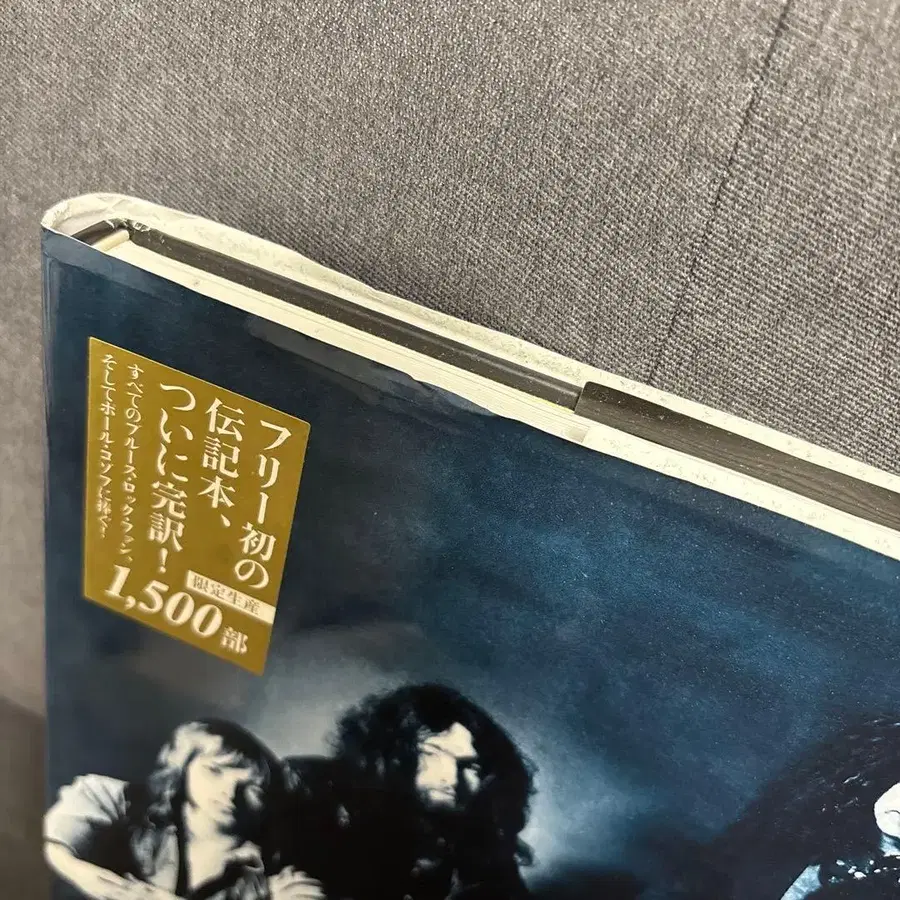 フリー初の
伝記本、
ついに完訳!
すべてのブルース・ロック・ファン、
そしてポール・コゾフに捧ぐ!
限定生産
1,500部